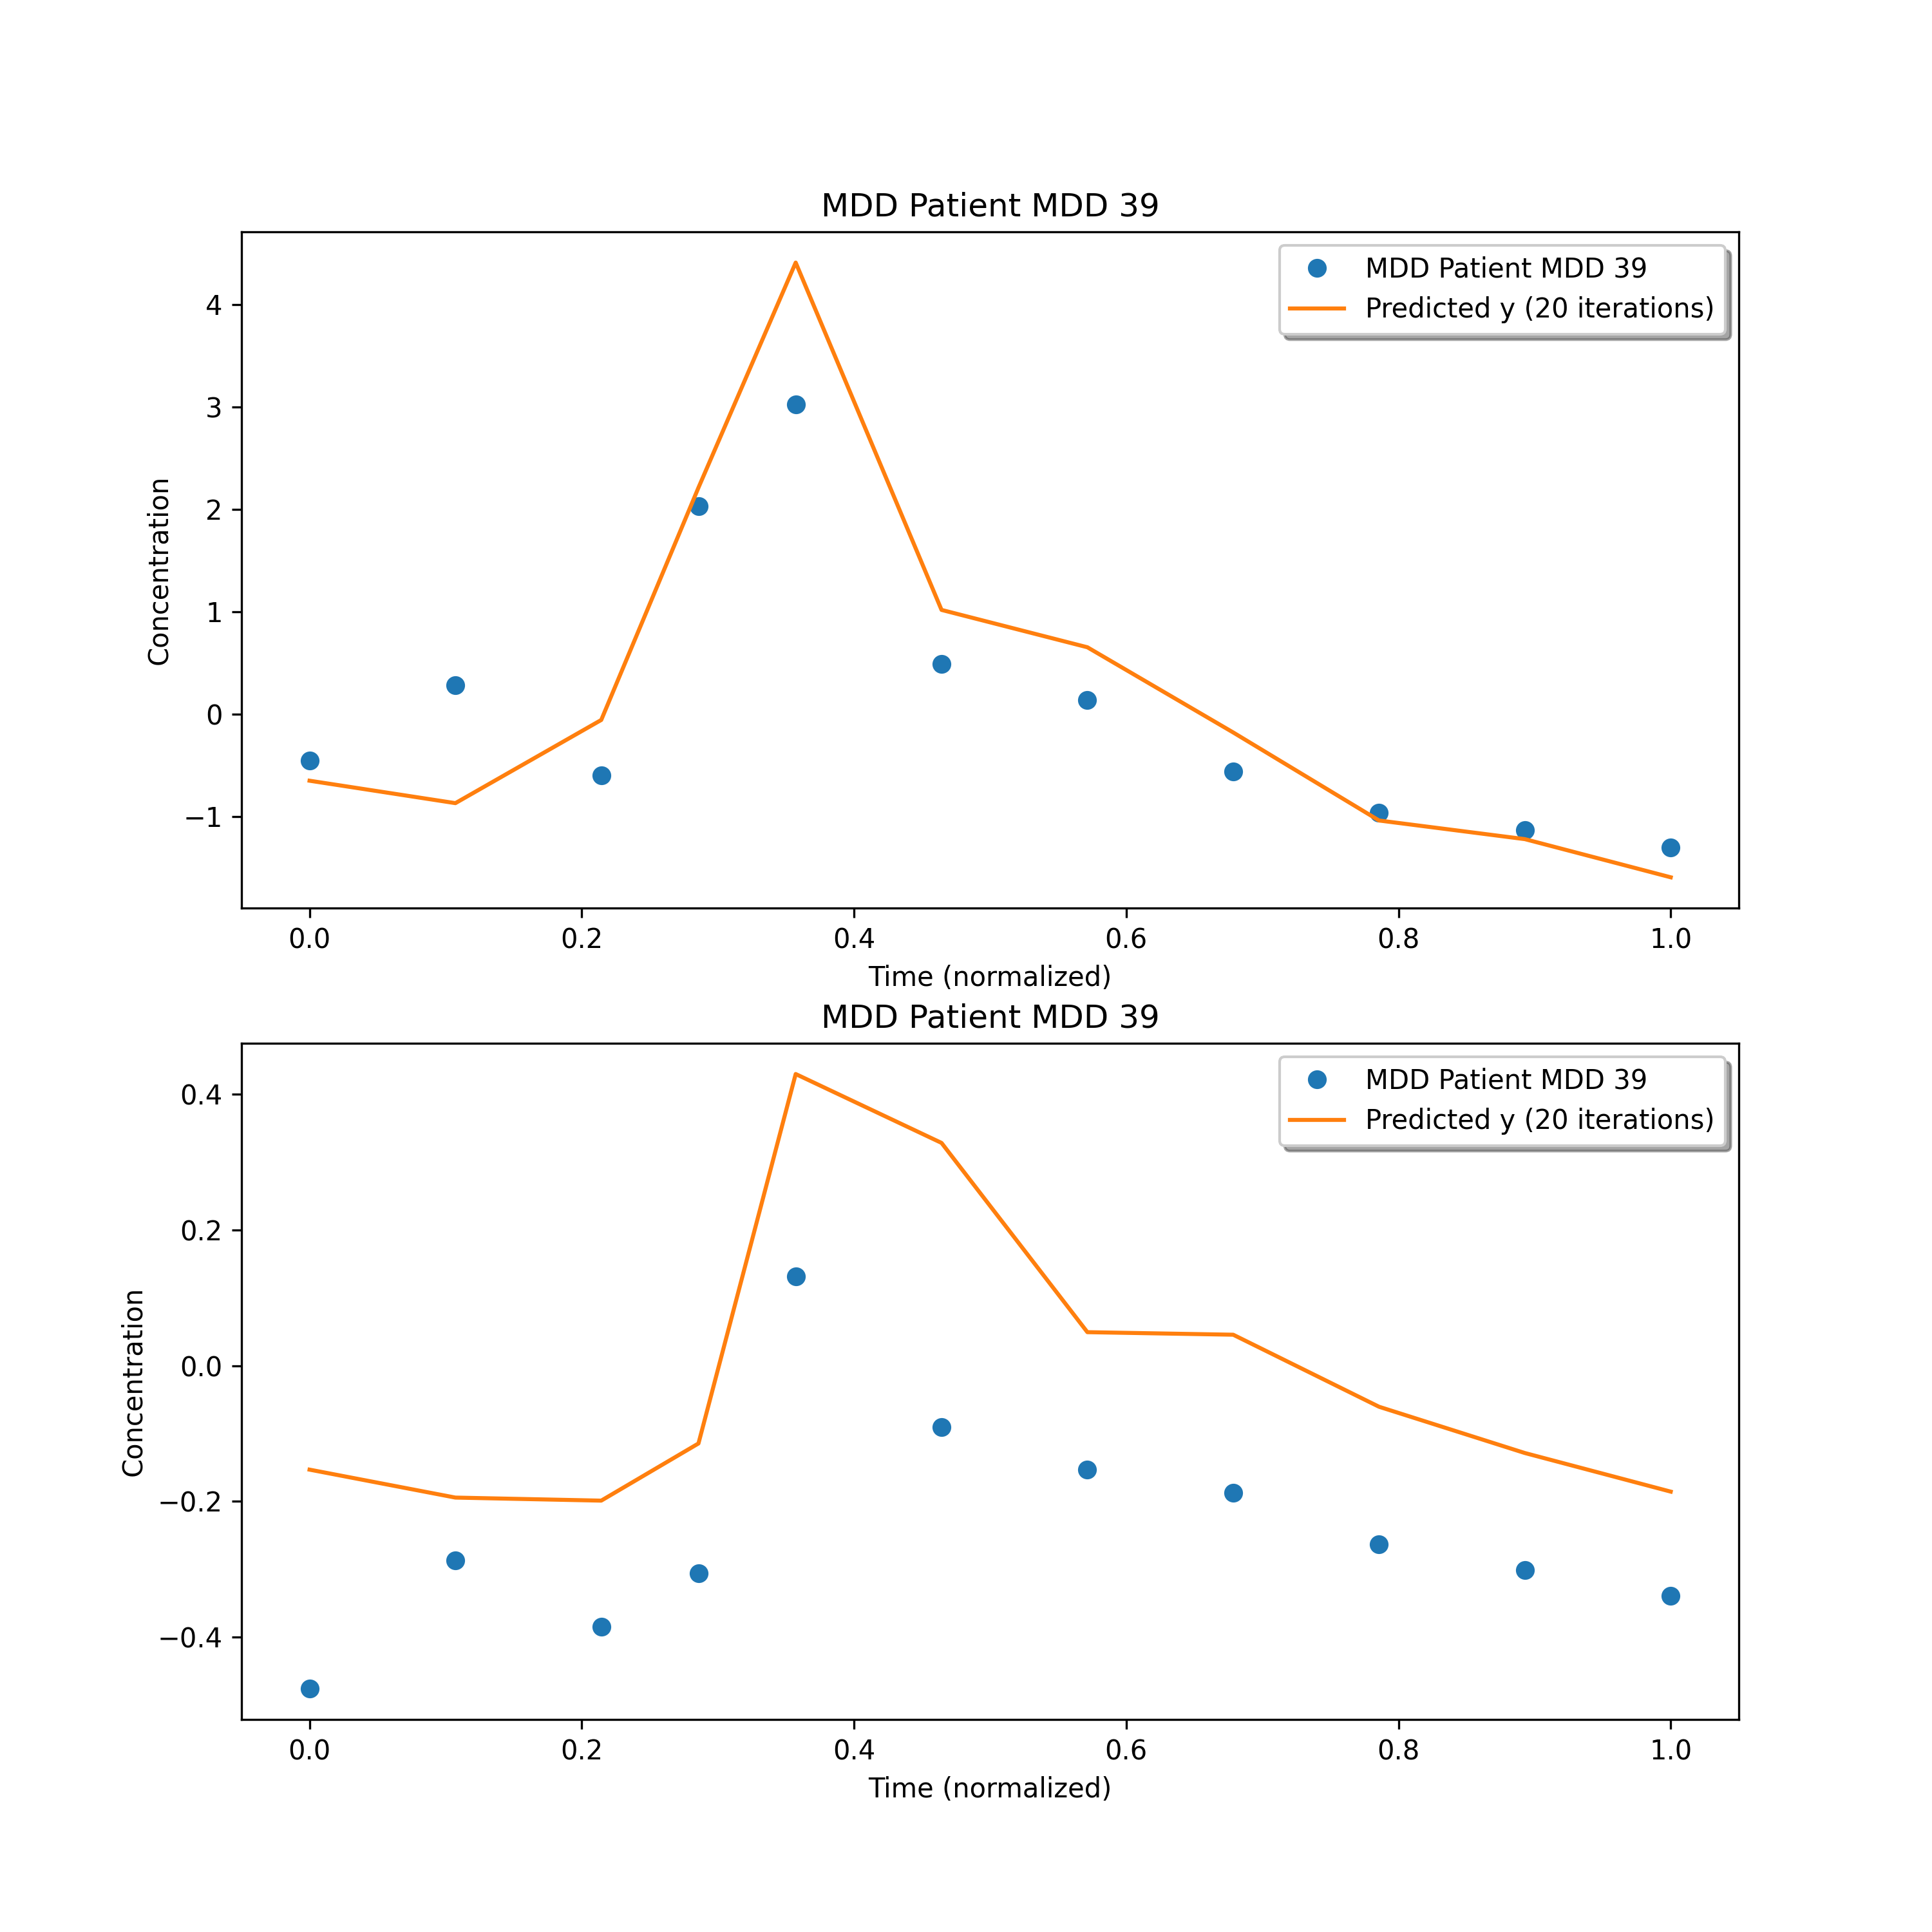 MDD Patient MDD 39
MDD Patient MDD 39
Predicted y (20 iterations)
4
3
2
1
0
−1
Concentration
0.0 0.2 0.4 0.6 0.8 1.0
Time (normalized)
MDD Patient MDD 39
MDD Patient MDD 39
Predicted y (20 iterations)
0.4
0.2
0.0
−0.2
−0.4
Concentration
0.0 0.2 0.4 0.6 0.8 1.0
Time (normalized)